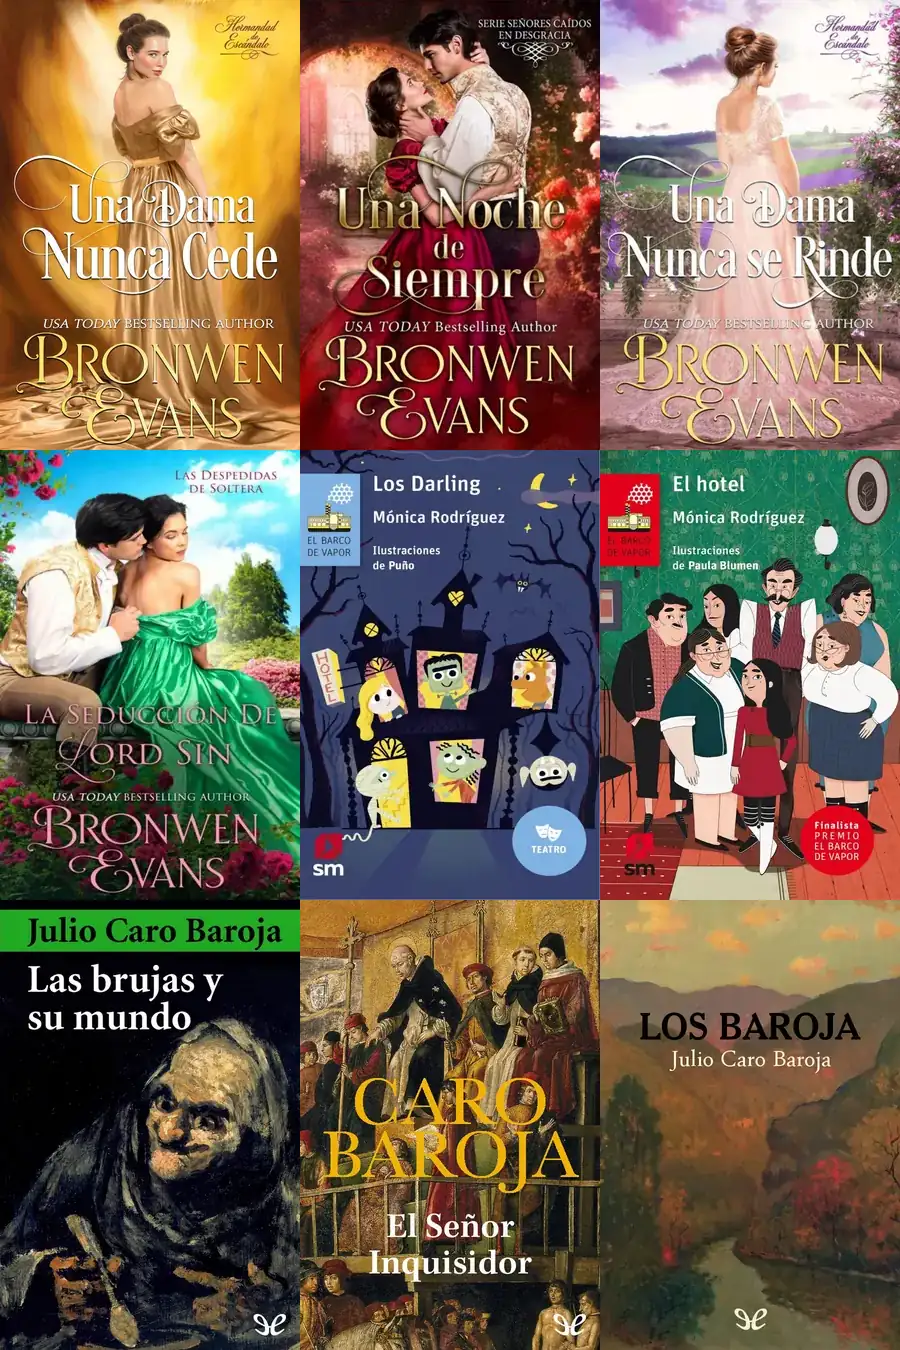 Hermandad
de
Escándalo
Una Dama
Nunca Cede
USA TODAY BESTSELLING AUTHOR
BRONWEN
EVANS
SERIE SEÑORES CAÍDOS
EN DESGRACIA
Una Noche
de
Siempre
USA TODAY Bestselling Author
BRONWEN
EVANS
Hermandad
de
Escándalo
Una Dama
Nunca se Rinde
USA TODAY BESTSELLING AUTHOR
BRONWEN
EVANS
LAS DESPEDIDAS
DE SOLTERA
LA SEDUCCIÓN DE
LORD SIN
USA TODAY BESTSELLING AUTHOR
BRONWEN
EVANS
EL BARCO
DE VAPOR
Los Darling
Mónica Rodríguez
Ilustraciones
de Puño
HOTEL
sm
TEATRO
EL BARCO
DE VAPOR
El hotel
Mónica Rodríguez
Ilustraciones
de Paula Blumen
sm
Finalista
PREMIO
EL BARCO
DE VAPOR
Julio Caro Baroja
Las brujas y
su mundo
CARO
BAROJA
El Señor
Inquisidor
LOS BAROJA
Julio Caro Baroja